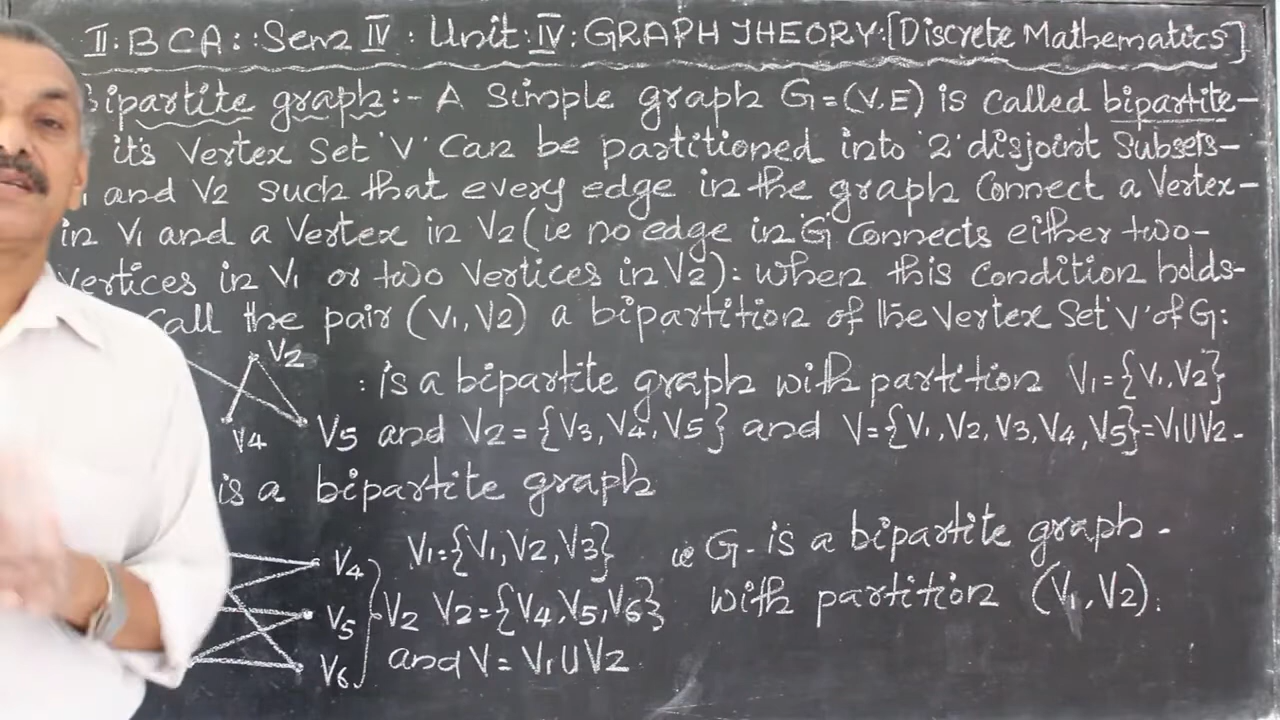 II: BCA: Sem IV: Unit: IV: GRAPH THEORY: [Discrete Mathematics]
ipartite graph:- A Simple graph G=(V.E) is called bipartite-
its Vertex Set 'V' Can be partitioned into '2' disjoint Subsets-
and V2 such that every edge in the graph Connect a Vertex-
in V1 and a Vertex in V2 (ie no edge in G Connects either two-
Vertices in V1 or two Vertices in V2): when this Condition holds-
Call the pair (V1,V2) a bipartition of the Vertex Set 'V' of G:
V2
: is a bipartite graph with partition V1={V1,V2}
V4 V5 and V2={V3,V4,V5} and V={V1,V2,V3,V4,V5}=V1UV2-
is a bipartite graph
V4 V1={V1,V2,V3} ie G- is a bipartite graph-
V5 V2 V2={V4,V5,V6} with partition (V1,V2):
V6 and V= V1UV2